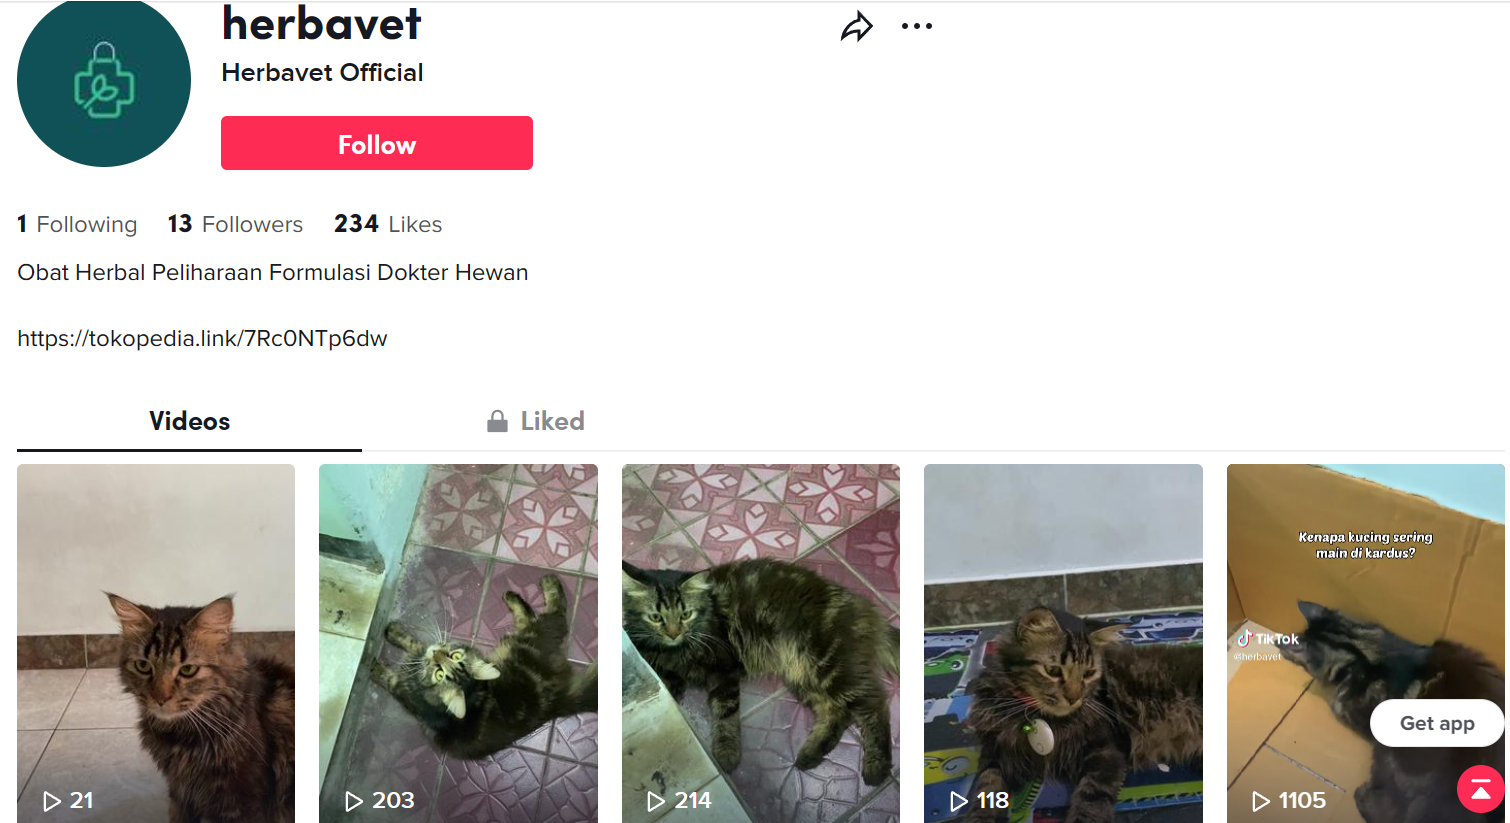 herbavet
Herbavet Official
Follow
1 Following 13 Followers 234 Likes
Obat Herbal Peliharaan Formulasi Dokter Hewan
https://tokopedia.link/7Rc0NTp6dw
Videos Liked
Kenapa kucing sering
main di kardus?
TikTok
@herbavet
Get app
21 203 214 118 1105